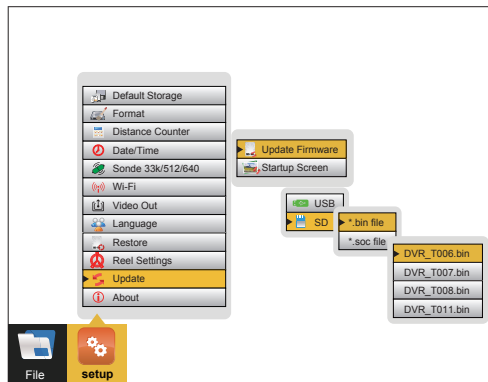 Default Storage
Format
Distance Counter
Date/Time
Sonde 33k/512/640
Wi-Fi
Video Out
Language
Restore
Reel Settings
Update
About
Update Firmware
Startup Screen
USB
SD
*.bin file
*.soc file
DVR_T006.bin
DVR_T007.bin
DVR_T008.bin
DVR_T011.bin
File
setup